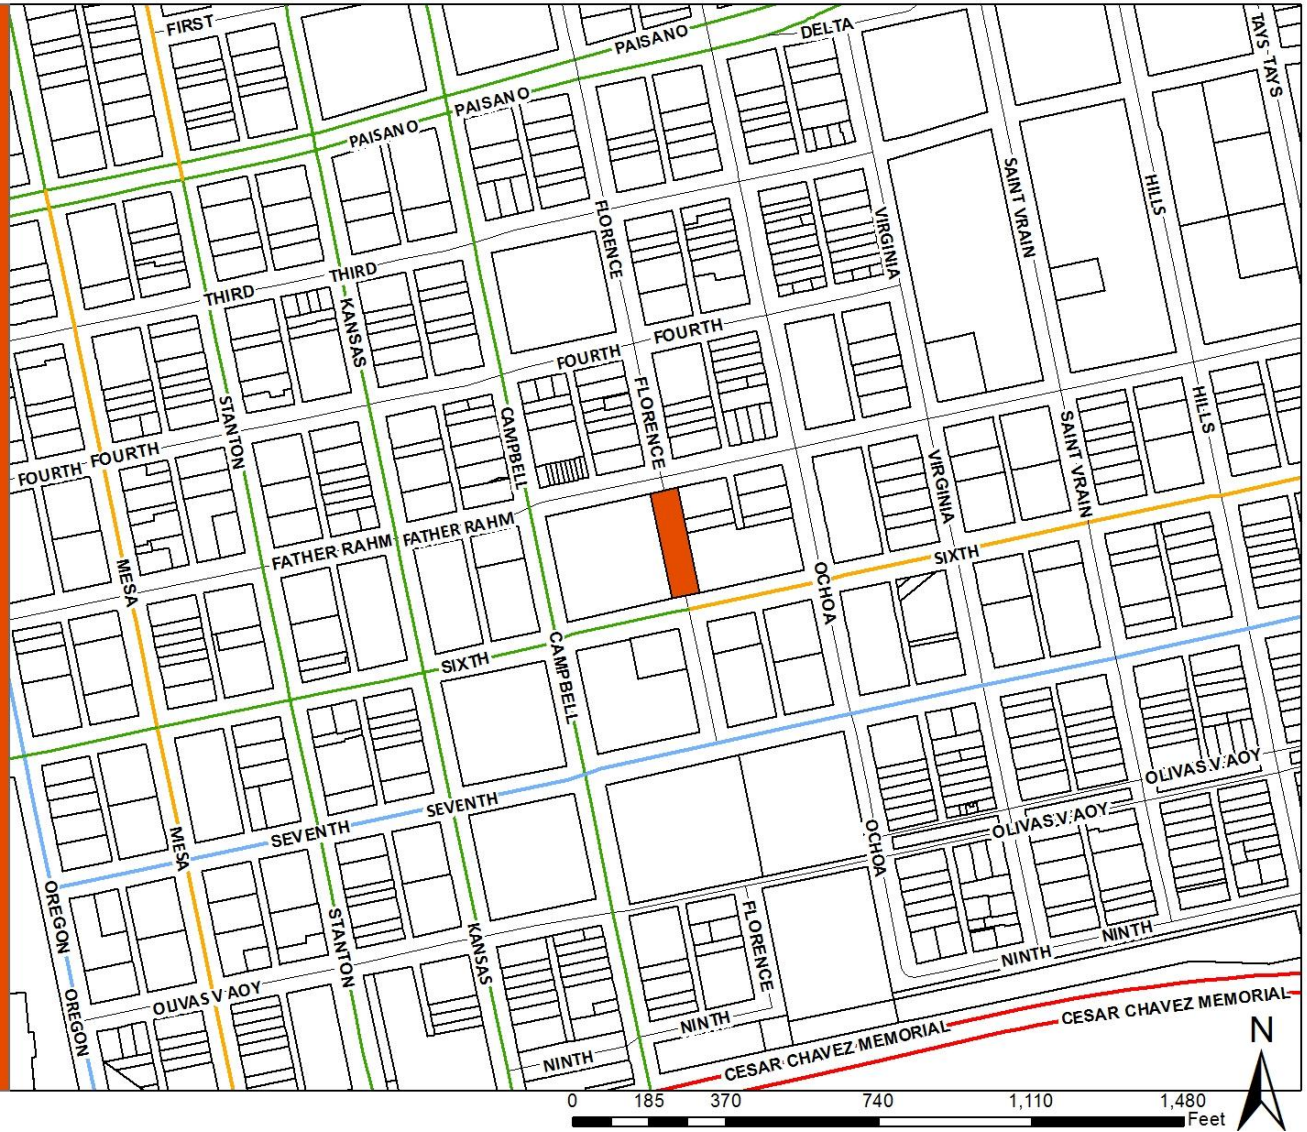 FIRST
PAISANO
DELTA
TAYS TAYS
PAISANO
PAISANO
SAINT VRAIN
HILLS
FLORENCE
VIRGINIA
THIRD
THIRD
KANSAS
FOURTH
FOURTH
FLORENCE
STANTON
CAMPBELL
HILLS
SAINT VRAIN
FOURTH FOURTH
VIRGINIA
FATHER RAHM
FATHER RAHM
MESA
OCHOA
SIXTH
CAMPBELL
SIXTH
SEVENTH
SEVENTH
OLIVAS V AOY
OLIVAS V AOY
MESA
OCHOA
OREGON
STANTON
KANSAS
FLORENCE
NINTH
NINTH
OLIVAS V AOY
OREGON
NINTH
NINTH
CESAR CHAVEZ MEMORIAL
CESAR CHAVEZ MEMORIAL
N
0 185 370 740 1,110 1,480
Feet